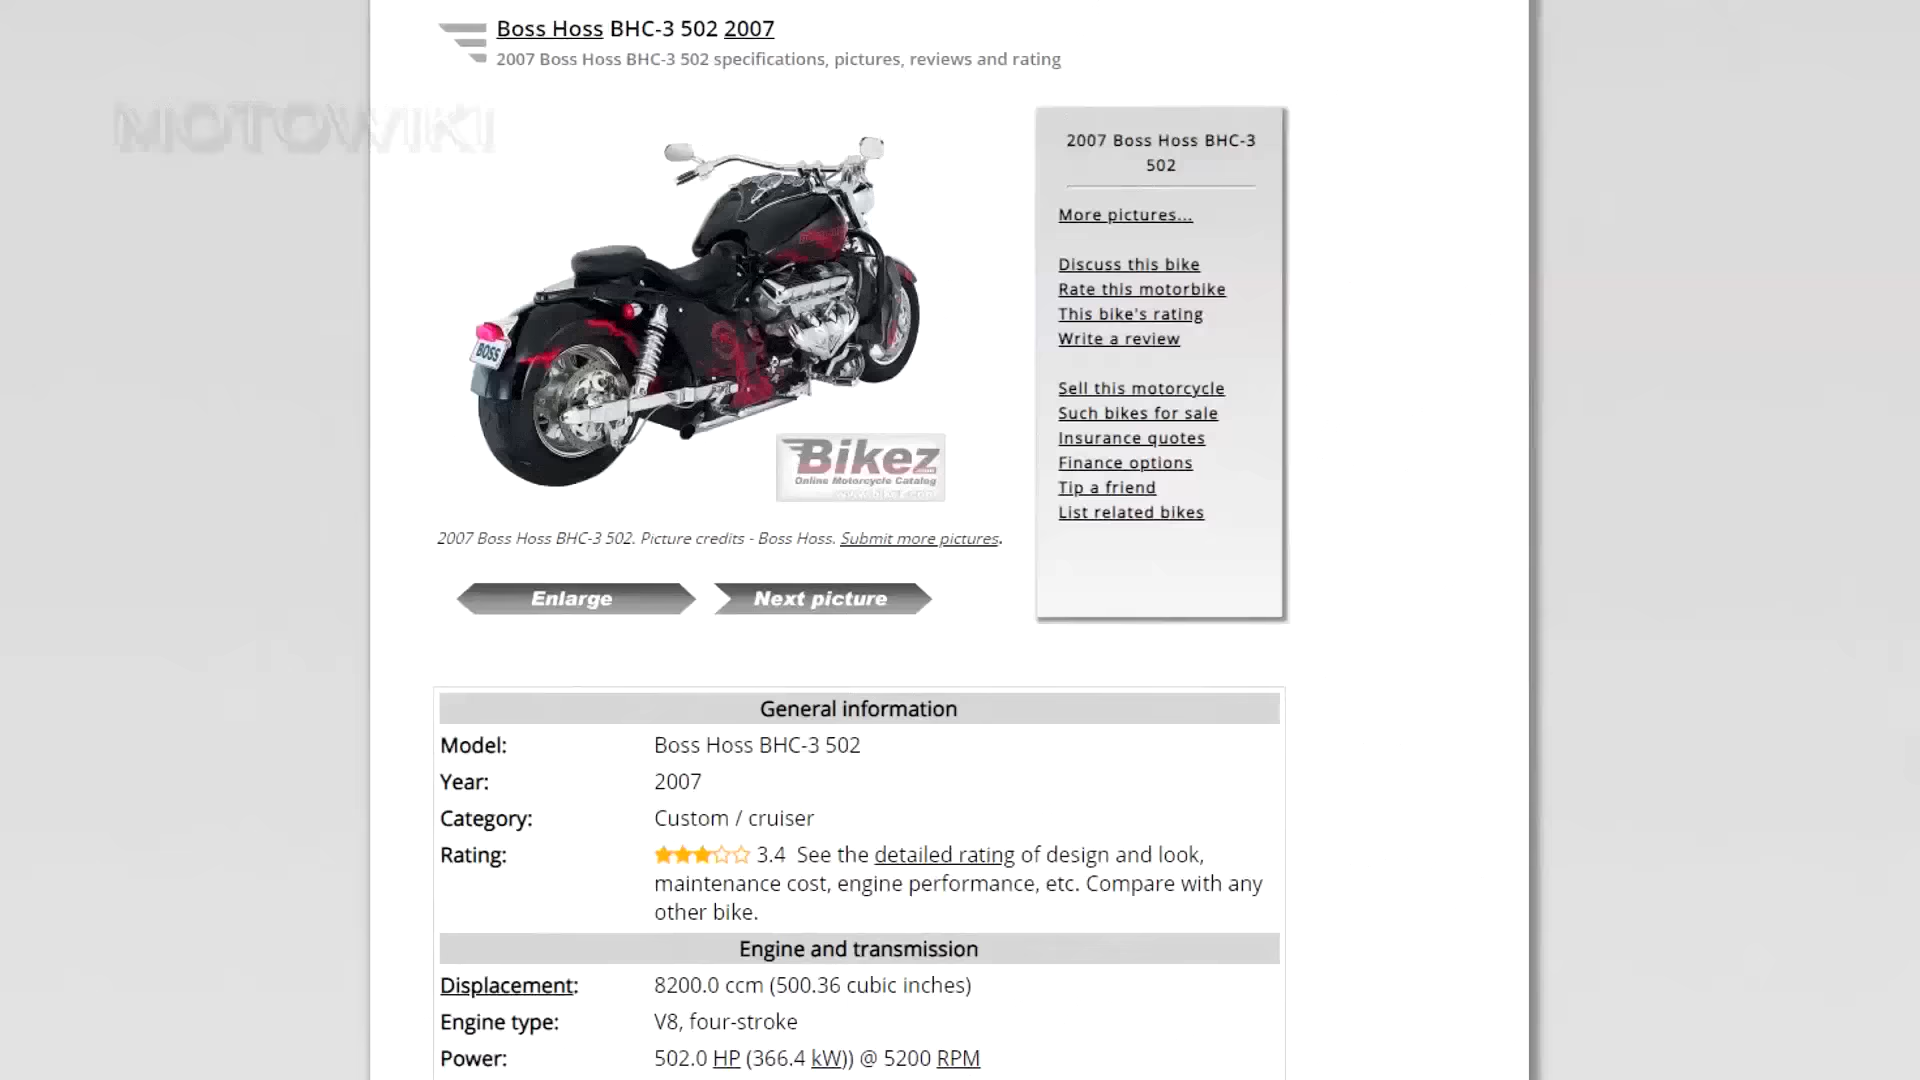 Boss Hoss BHC-3 502 2007
2007 Boss Hoss BHC-3 502 specifications, pictures, reviews and rating
MOTOWIKI
BOSS
Bikez
Online Motorcycle Catalog
2007 Boss Hoss BHC-3 502. Picture credits - Boss Hoss. Submit more pictures.
Enlarge
Next picture
2007 Boss Hoss BHC-3
502
More pictures...
Discuss this bike
Rate this motorbike
This bike's rating
Write a review
Sell this motorcycle
Such bikes for sale
Insurance quotes
Finance options
Tip a friend
List related bikes
General information
Model: Boss Hoss BHC-3 502
Year: 2007
Category: Custom / cruiser
Rating: 3.4 See the detailed rating of design and look,
maintenance cost, engine performance, etc. Compare with any
other bike.
Engine and transmission
Displacement: 8200.0 ccm (500.36 cubic inches)
Engine type: V8, four-stroke
Power: 502.0 HP (366.4 kW)) @ 5200 RPM